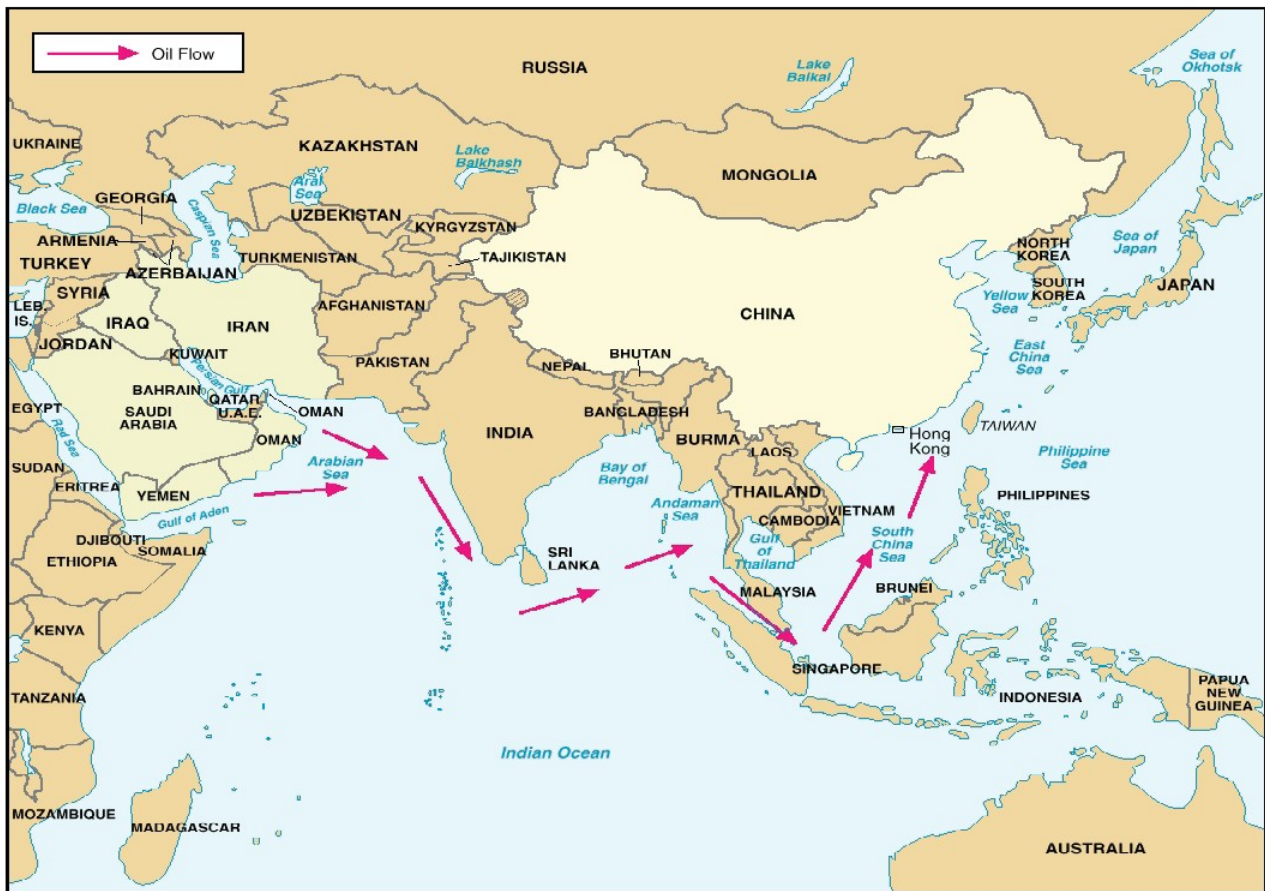 Oil Flow
RUSSIA
Lake
Baikal
Sea of
Okhotsk
UKRAINE
KAZAKHSTAN
Lake
Balkhash
MONGOLIA
Aral
Sea
GEORGIA
Black Sea
Caspian Sea
UZBEKISTAN
KYRGYZSTAN
ARMENIA
TURKEY
AZERBAIJAN
TURKMENISTAN
TAJIKISTAN
NORTH
KOREA
Sea of
Japan
SOUTH
KOREA
JAPAN
Yellow
Sea
SYRIA
LEB.
IS.
IRAQ
IRAN
AFGHANISTAN
CHINA
JORDAN
KUWAIT
PAKISTAN
NEPAL
BHUTAN
East
China
Sea
Persian Gulf
BAHRAIN
QATAR
U.A.E.
OMAN
EGYPT
Red Sea
SAUDI
ARABIA
OMAN
INDIA
BANGLADESH
BURMA
Hong
Kong
TAIWAN
LAOS
Philippine
Sea
SUDAN
ERITREA
YEMEN
Arabian
Sea
Bay of
Bengal
Andaman
Sea
THAILAND
PHILIPPINES
VIETNAM
CAMBODIA
Gulf of Aden
DJIBOUTI
SOMALIA
ETHIOPIA
SRI
LANKA
Gulf
of
Thailand
South
China
Sea
MALAYSIA
BRUNEI
KENYA
SINGAPORE
TANZANIA
INDONESIA
PAPUA
NEW
GUINEA
Indian Ocean
MOZAMBIQUE
MADAGASCAR
AUSTRALIA